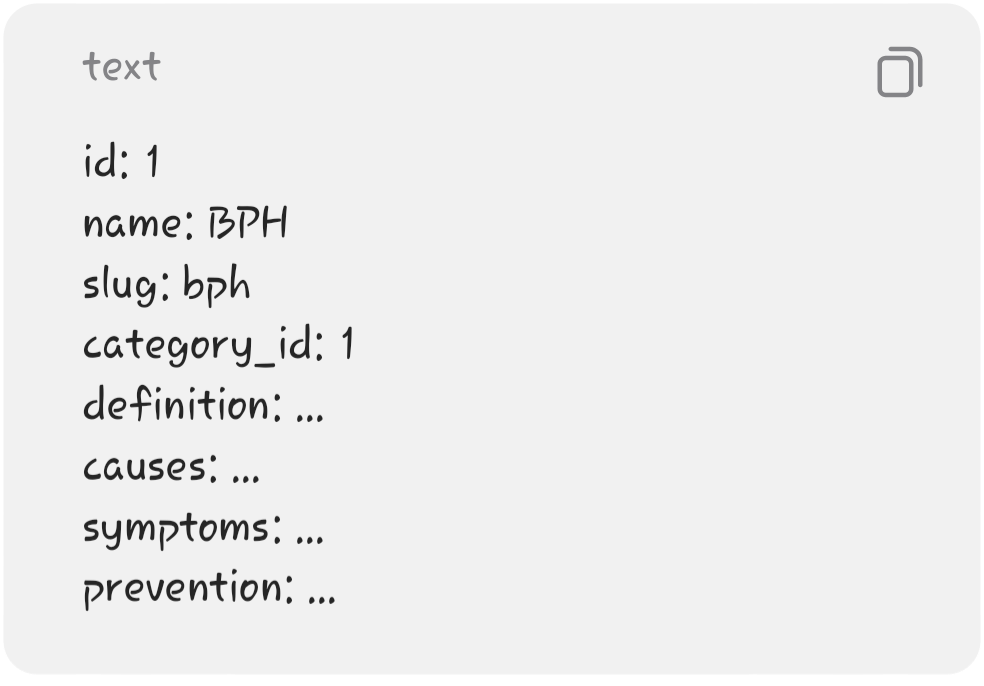 text
id: 1
name: BPH
slug: bph
category_id: 1
definition: ...
causes: ...
symptoms: ...
prevention: ...